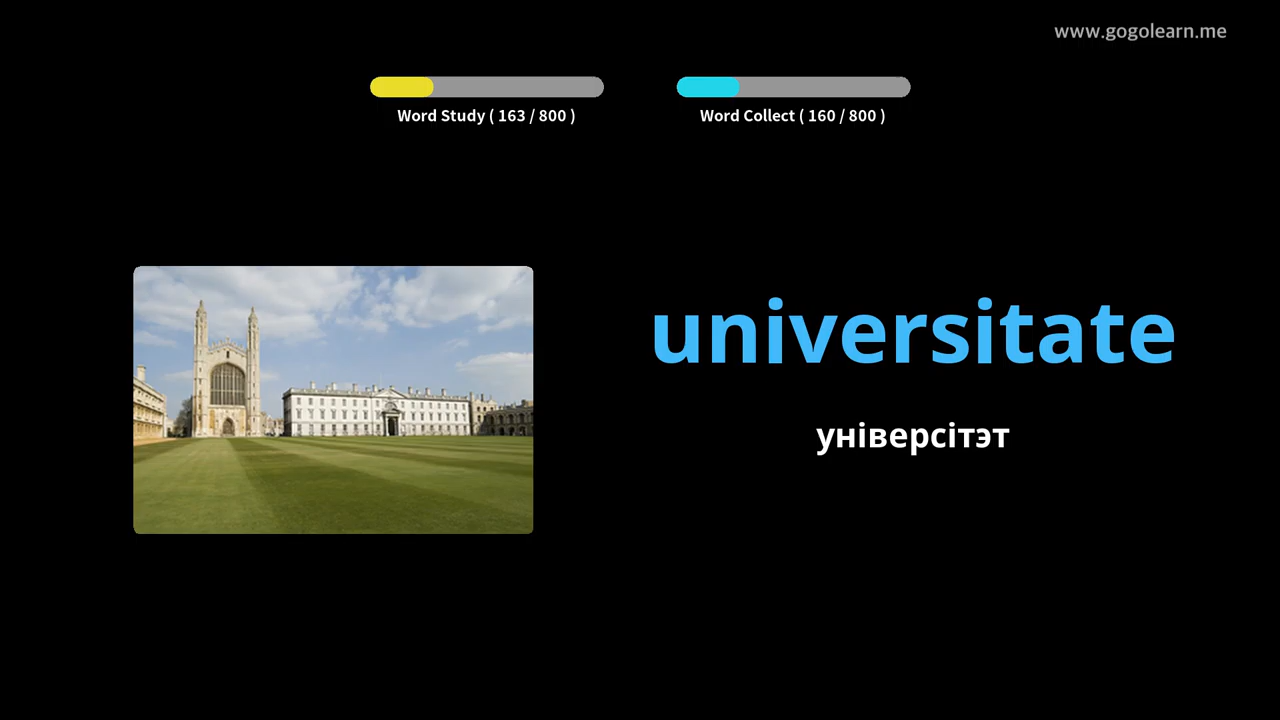 www.gogolearn.me
Word Study ( 163 / 800 )
Word Collect ( 160 / 800 )
universitate
універсітэт